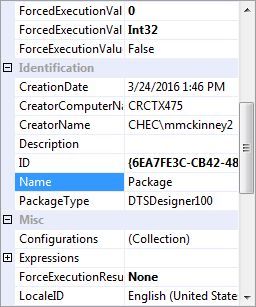 ForcedExecutionVal 0
ForcedExecutionVal Int32
ForceExecutionValue False
Identification
CreationDate 3/24/2016 1:46 PM
CreatorComputerNa CRCTX475
CreatorName CHEC\mmckinney2
Description
ID {6EA7FE3C-CB42-48
Name Package
PackageType DTSDesigner100
Misc
Configurations (Collection)
Expressions
ForceExecutionResu None
LocaleID English (United State